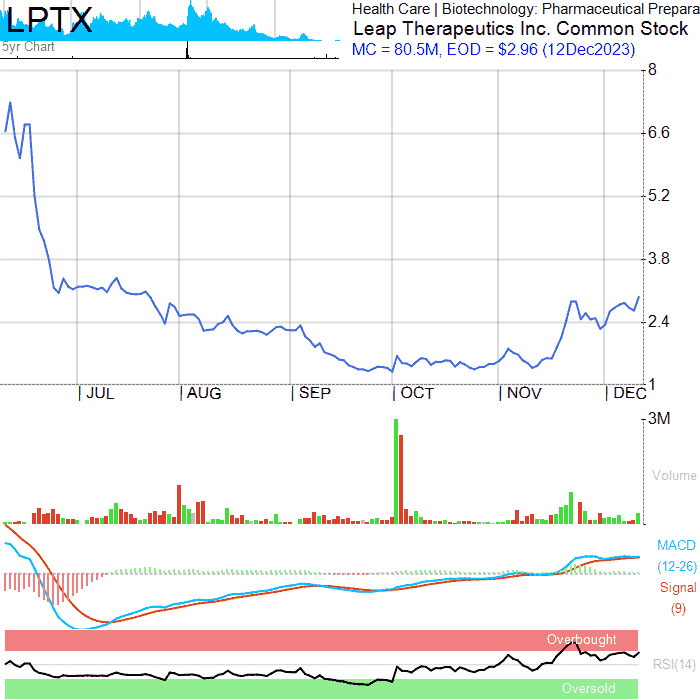 LPTX
Health Care | Biotechnology: Pharmaceutical Prepara
Leap Therapeutics Inc. Common Stock
5yr Chart
MC = 80.5M, EOD = $2.96 (12Dec2023)
8
6.6
5.2
3.8
2.4
1
| JUL | AUG | SEP | OCT | NOV | DEC
3M
Volume
MACD
(12-26)
Signal
(9)
Overbought
RSI(14)
Oversold